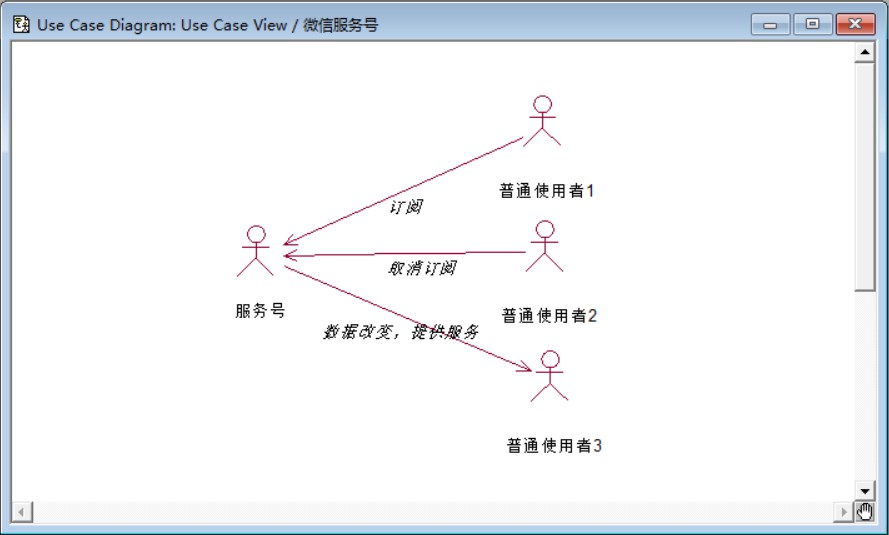 Use Case Diagram: Use Case View / 微信服务号
普通使用者1
订阅
取消订阅
服务号
普通使用者2
数据改变，提供服务
普通使用者3